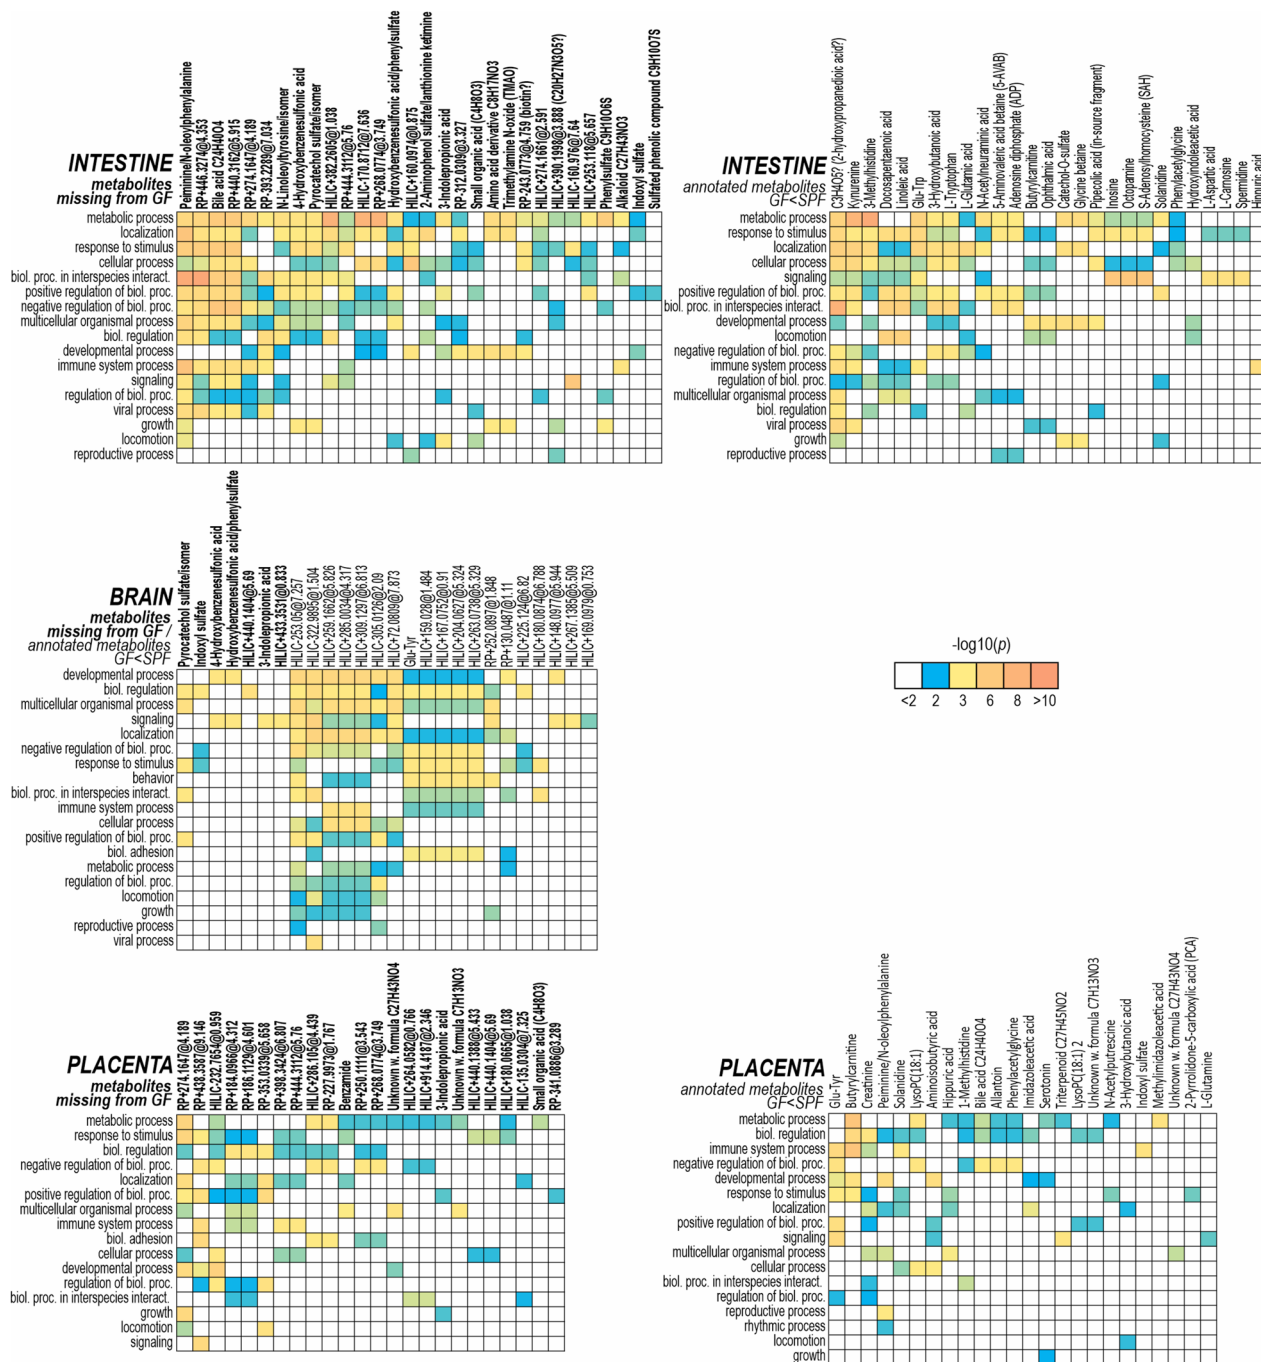 INTESTINE
metabolites
missing from GF
Peiminine/N-oleoylphenylalanine
RP+446.3274@4.353
Bile acid C24H40O4
RP+440.3162@5.915
RP+274.1647@4.189
RP-393.2289@7.034
N-Linoleoyltyrosine/isomer
4-Hydroxybenzenesulfonic acid
Pyrocatechol sulfate/isomer
HILIC+382.2605@1.038
RP+444.3112@5.76
HILIC-170.8712@7.636
RP+268.0774@3.749
Hydroxybenzenesulfonic acid/phenylsulfate
HILIC+160.0974@0.875
2-Aminophenol sulfate/lanthionine ketimine
3-Indolepropionic acid
RP-312.0309@3.327
Small organic acid (C4H8O3)
Amino acid derivative C8H17NO3
Trimethylamine N-oxide (TMAO)
RP-243.0773@4.759 (biotin?)
HILIC+274.1661@2.591
HILIC+390.1998@3.888 (C20H27N3O5?)
HILIC-160.976@7.64
HILIC+253.118@5.657
Phenylsulfate C9H10O6S
Alkaloid C27H43NO3
Indoxyl sulfate
Sulfated phenolic compound C9H10O7S
metabolic process
localization
response to stimulus
cellular process
biol. proc. in interspecies interact.
positive regulation of biol. proc.
negative regulation of biol. proc.
multicellular organismal process
biol. regulation
developmental process
immune system process
signaling
regulation of biol. proc.
viral process
growth
locomotion
reproductive process
INTESTINE
annotated metabolites
GF<SPF
C3H4O5? (2-hydroxypropanedioic acid?)
Kynurenine
3-Methylhistidine
Docosapentaenoic acid
Linoleic acid
Glu-Trp
3-Hydroxybutanoic acid
L-Tryptophan
L-Glutamic acid
N-Acetylneuraminic acid
5-Aminovaleric acid betaine (5-AVAB)
Adenosine diphosphate (ADP)
Butyrylcarnitine
Ophthalmic acid
Catechol-O-sulfate
Glycine betaine
Pipecolic acid (in-source fragment)
Inosine
Octopamine
S-Adenosylhomocysteine (SAH)
Solanidine
Phenylacetylglycine
Hydroxyindoleacetic acid
L-Aspartic acid
L-Carnosine
Spermidine
Hippuric acid
metabolic process
response to stimulus
localization
cellular process
signaling
positive regulation of biol. proc.
biol. proc. in interspecies interact.
developmental process
locomotion
negative regulation of biol. proc.
immune system process
regulation of biol. proc.
multicellular organismal process
biol. regulation
viral process
growth
reproductive process
BRAIN
metabolites
missing from GF /
annotated metabolites
GF<SPF
Pyrocatechol sulfate/isomer
Indoxyl sulfate
4-Hydroxybenzenesulfonic acid
Hydroxybenzenesulfonic acid/phenylsulfate
HILIC+440.1404@5.69
3-Indolepropionic acid
HILIC+433.3531@0.833
HILIC-253.05@7.257
HILIC-322.9895@1.504
HILIC+259.1662@5.826
HILIC+285.0034@4.317
HILIC+309.1297@6.813
HILIC-305.0126@2.09
HILIC+72.0809@7.873
Glu-Tyr
HILIC+159.028@1.484
HILIC+167.0752@0.91
HILIC+204.0627@5.324
HILIC+263.0738@5.329
RP+252.0897@1.848
RP+130.0487@1.11
HILIC+225.124@6.82
HILIC+180.0874@6.788
HILIC+148.0977@5.944
HILIC+267.1385@5.509
HILIC+169.0979@0.753
developmental process
biol. regulation
multicellular organismal process
signaling
localization
negative regulation of biol. proc.
response to stimulus
behavior
biol. proc. in interspecies interact.
immune system process
cellular process
positive regulation of biol. proc.
biol. adhesion
metabolic process
regulation of biol. proc.
locomotion
growth
reproductive process
viral process
-log10(p)
<2 2 3 6 8 >10
PLACENTA
metabolites
missing from GF
RP+274.1647@4.189
RP+438.3587@9.146
HILIC-232.7654@0.959
RP+184.0966@4.312
RP+186.1129@4.601
RP-353.0339@5.658
RP+398.3424@6.807
RP+444.3112@5.76
HILIC+286.105@4.439
RP-227.9973@1.767
Benzamide
RP+250.1111@3.543
RP+268.0774@3.749
Unknown w. formula C27H43NO4
HILIC+264.0582@0.766
HILIC+914.4187@2.346
3-Indolepropionic acid
Unknown w. formula C7H13NO3
HILIC+440.1388@5.433
HILIC+440.1404@5.69
HILIC+180.0665@1.038
HILIC-135.0304@7.325
Small organic acid (C4H8O3)
RP-341.0886@3.289
metabolic process
response to stimulus
biol. regulation
negative regulation of biol. proc.
localization
positive regulation of biol. proc.
multicellular organismal process
immune system process
biol. adhesion
cellular process
developmental process
regulation of biol. proc.
biol. proc. in interspecies interact.
growth
locomotion
signaling
PLACENTA
annotated metabolites
GF<SPF
Glu-Tyr
Butyrylcarnitine
Creatinine
Peiminine/N-oleoylphenylalanine
Solanidine
LysoPC(18:1)
Aminoisobutyric acid
Hippuric acid
1-Methylhistidine
Bile acid C24H40O4
Allantoin
Phenylacetylglycine
Imidazoleacetic acid
Serotonin
Triterpenoid C27H45NO2
LysoPC(18:1) 2
Unknown w. formula C7H13NO3
N-Acetylputrescine
3-Hydroxybutanoic acid
Indoxyl sulfate
Methylimidazoleacetic acid
Unknown w. formula C27H43NO4
2-Pyrrolidone-5-carboxylic acid (PCA)
L-Glutamine
metabolic process
biol. regulation
immune system process
negative regulation of biol. proc.
developmental process
response to stimulus
localization
positive regulation of biol. proc.
signaling
multicellular organismal process
cellular process
biol. proc. in interspecies interact.
regulation of biol. proc.
reproductive process
rhythmic process
locomotion
growth